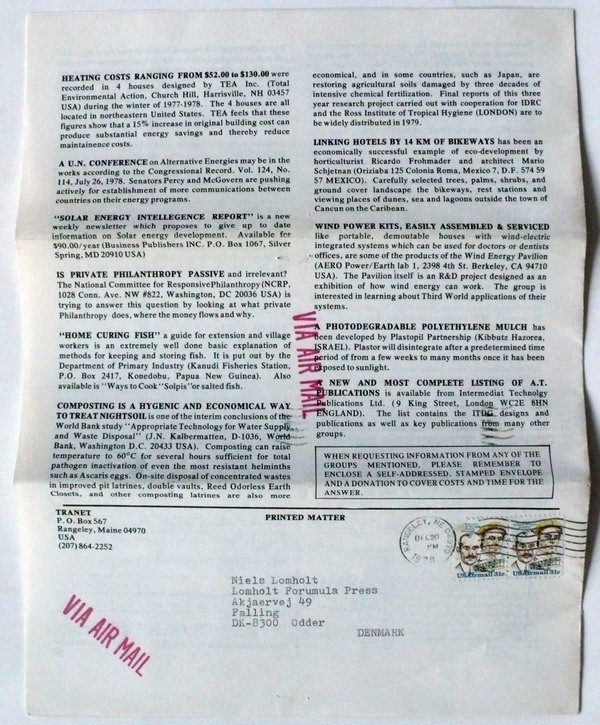 HEATING COSTS RANGING FROM $52.00 to $130.00 were
recorded in 4 houses designed by TEA Inc. (Total
Environmental Action, Church Hill, Harrisville, NH 03457
USA) during the winter of 1977-1978. The 4 houses are all
located in northeastern United States. TEA feels that these
figures show that a 15% increase in original building cost can
produce substantial energy savings and thereby reduce
maintainence costs.
A U.N. CONFERENCE on Alternative Energies may be in the
works according to the Congressional Record. Vol. 124, No.
114, July 26, 1978. Senators Percy and McGovern are pushing
actively for establishment of more communications between
countries on their energy programs.
"SOLAR ENERGY INTELLEGENCE REPORT" is a new
weekly newsletter which proposes to give up to date
information on Solar energy development. Available for
$90.00/year (Business Publishers INC. P.O. Box 1067, Silver
Spring, MD 20910 USA)
IS PRIVATE PHILANTHROPY PASSIVE and irrelevant?
The National Committee for Responsive Philanthropy (NCRP,
1028 Conn. Ave. NW #822, Washington, DC 20036 USA) is
trying to answer this question by looking at what private
Philanthropy does, where the money flows and why.
"HOME CURING FISH" a guide for extension and village
workers is an extremely well done basic explanation of
methods for keeping and storing fish. It is put out by the
Department of Primary Industry (Kanudi Fisheries Station,
P.O. Box 2417, Konedobu, Papua New Guinea). Also
available is "Ways to Cook "Solpis" or salted fish.
COMPOSTING IS A HYGENIC AND ECONOMICAL WAY
TO TREAT NIGHTSOIL is one of the interim conclusions of the
World Bank study "Appropriate Technology for Water Supply
and Waste Disposal" (J.N. Kalbermatten, D-1036, World
Bank, Washington D.C. 20433 USA). Composting can raise
temperature to 60°C for several hours sufficient for total
pathogen inactivation of even the most resistent helminths
such as Ascaris eggs. On-site disposal of concentrated wastes
in improved pit latrines, double vaults, Reed Odorless Earth
Closets, and other composting latrines are also more
economical, and in some countries, such as Japan, are
restoring agricultural soils damaged by three decades of
intensive chemical fertilization. Final reports of this three
year research project carried out with cooperation for IDRC
and the Ross Institute of Tropical Hygiene (LONDON) are to
be widely distributed in 1979.
LINKING HOTELS BY 14 KM OF BIKEWAYS has been an
economically successful example of eco-development by
horticulturist Ricardo Frohmader and architect Mario
Schjetnan (Oriziaba 125 Colonia Roma, Mexico 7, D.F. 574 59
57 MEXICO). Carefully selected trees, palms, shrubs, and
ground cover landscape the bikeways, rest stations and
viewing places of dunes, sea and lagoons outside the town of
Cancun on the Caribean.
WIND POWER KITS, EASILY ASSEMBLED & SERVICED
like portable, demoutable houses with wind-electric
integrated systems which can be used for doctors or dentists
offices, are some of the products of the Wind Energy Pavilion
(AERO Power/Earth lab 1, 2398 4th St. Berkeley, CA 94710
USA). The Pavilion itself is an R&D project designed as an
exhibition of how wind energy can work. The group is
interested in learning about Third World applications of their
systems.
A PHOTODEGRADABLE POLYETHYLENE MULCH has
been developed by Plastopil Partnership (Kibbutz Hazorea,
ISRAEL). Plastor will disintegrate after a predetermined time
period of from a few weeks to many months once it has been
exposed to sunlight.
A NEW AND MOST COMPLETE LISTING OF A.T.
PUBLICATIONS is available from Intermediat Technolgy
Publications Ltd. (9 King Street, London WC2E 8HN
ENGLAND). The list contains the ITDG designs and
publications as well as key publications from many other
groups.
WHEN REQUESTING INFORMATION FROM ANY OF THE
GROUPS MENTIONED, PLEASE REMEMBER TO
ENCLOSE A SELF-ADDRESSED, STAMPED ENVELOPE
AND A DONATION TO COVER COSTS AND TIME FOR THE
ANSWER.
VIA AIR MAIL
TRANET
P.O. Box 567
Rangeley, Maine 04970
USA
(207) 864-2252
PRINTED MATTER
RANGELEY, ME
DEC 20
PM
1978
USAirmail 31c
USAirmail 31c
Niels Lomholt
Lomholt Forumula Press
Akjaervej 49
Falling
DK-8300 Odder
DENMARK
VIA AIR MAIL